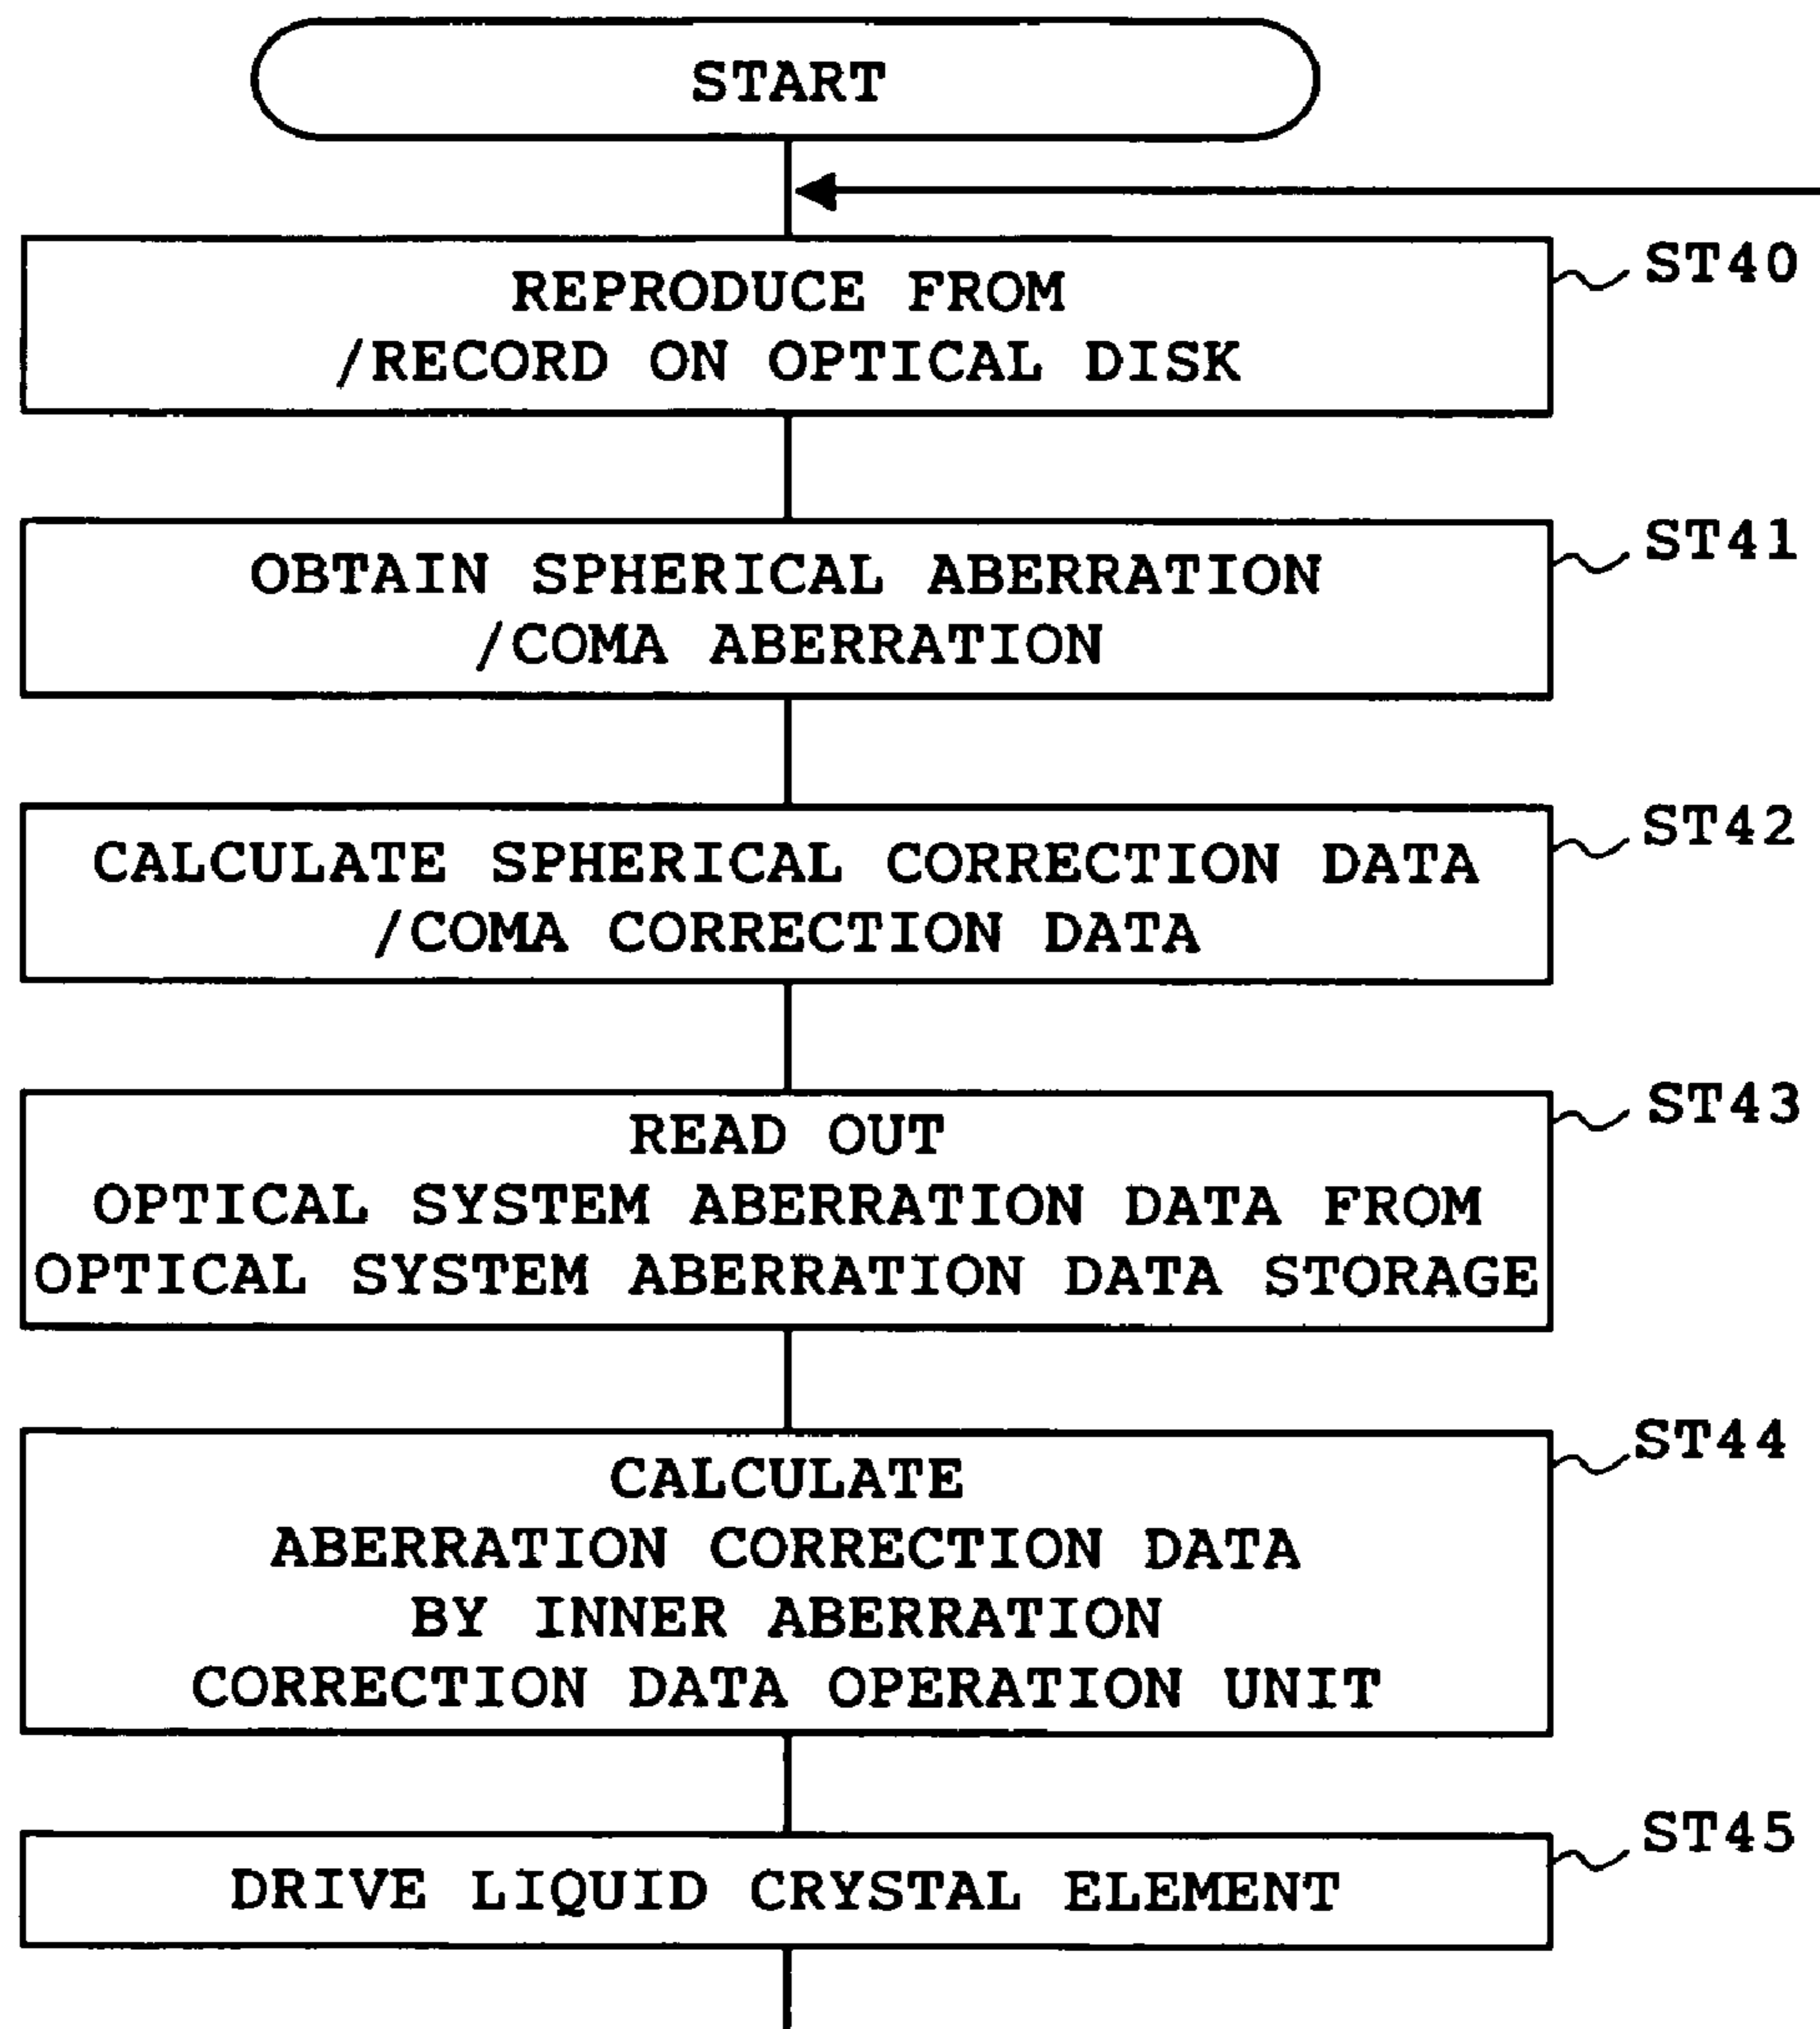 START
REPRODUCE FROM
/RECORD ON OPTICAL DISK
ST40
OBTAIN SPHERICAL ABERRATION
/COMA ABERRATION
ST41
CALCULATE SPHERICAL CORRECTION DATA
/COMA CORRECTION DATA
ST42
READ OUT
OPTICAL SYSTEM ABERRATION DATA FROM
OPTICAL SYSTEM ABERRATION DATA STORAGE
ST43
CALCULATE
ABERRATION CORRECTION DATA
BY INNER ABERRATION
CORRECTION DATA OPERATION UNIT
ST44
DRIVE LIQUID CRYSTAL ELEMENT
ST45